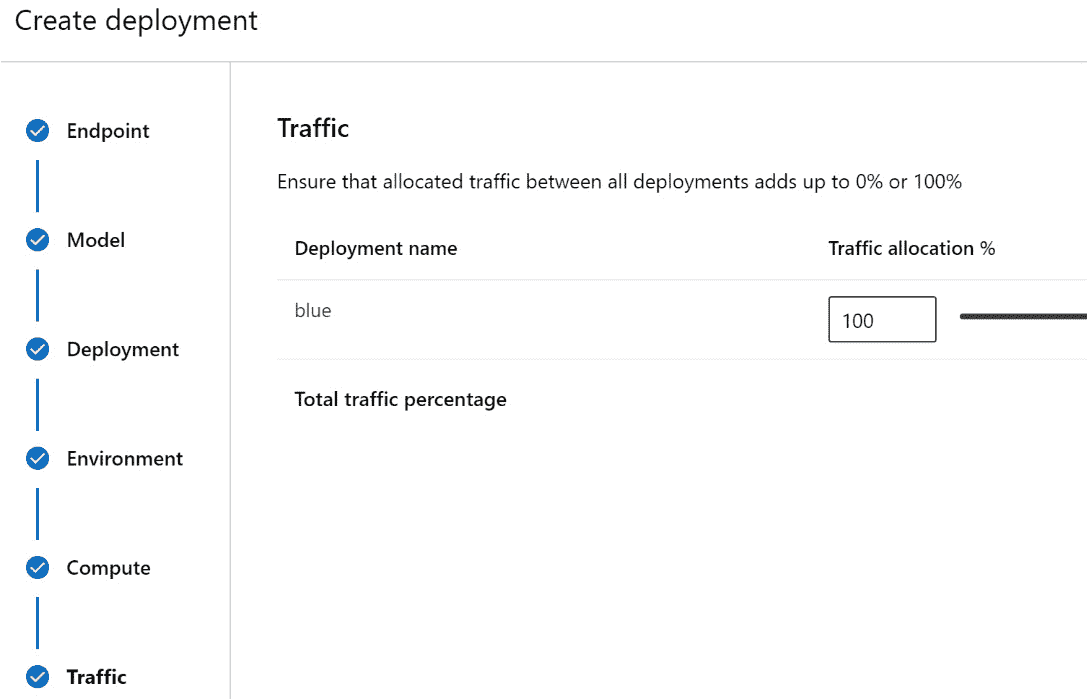 Create deployment
Endpoint
Model
Deployment
Environment
Compute
Traffic
Traffic
Ensure that allocated traffic between all deployments adds up to 0% or 100%
Deployment name Traffic allocation %
blue 100
Total traffic percentage